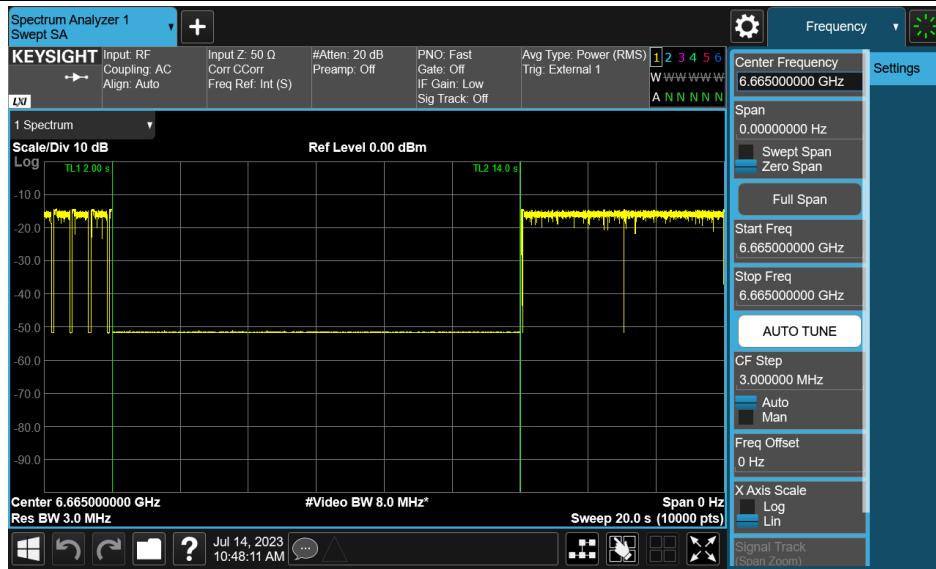 Spectrum Analyzer 1
Swept SA
Frequency
KEYSIGHT
LXI
Input: RF
Coupling: AC
Align: Auto
Input Z: 50 Ω
Corr CCorr
Freq Ref: Int (S)
#Atten: 20 dB
Preamp: Off
PNO: Fast
Gate: Off
IF Gain: Low
Sig Track: Off
Avg Type: Power (RMS)
Trig: External 1
1 2 3 4 5 6
W W W W W W
A N N N N N
1 Spectrum
Scale/Div 10 dB
Ref Level 0.00 dBm
Log
TL1 2.00 s
TL2 14.0 s
-10.0
-20.0
-30.0
-40.0
-50.0
-60.0
-70.0
-80.0
-90.0
Center 6.665000000 GHz
#Video BW 8.0 MHz*
Span 0 Hz
Res BW 3.0 MHz
Sweep 20.0 s (10000 pts)
Center Frequency
6.665000000 GHz
Settings
Span
0.00000000 Hz
Swept Span
Zero Span
Full Span
Start Freq
6.665000000 GHz
Stop Freq
6.665000000 GHz
AUTO TUNE
CF Step
3.000000 MHz
Auto
Man
Freq Offset
0 Hz
X Axis Scale
Log
Lin
Signal Track
(Span Zoom)
?
Jul 14, 2023
10:48:11 AM